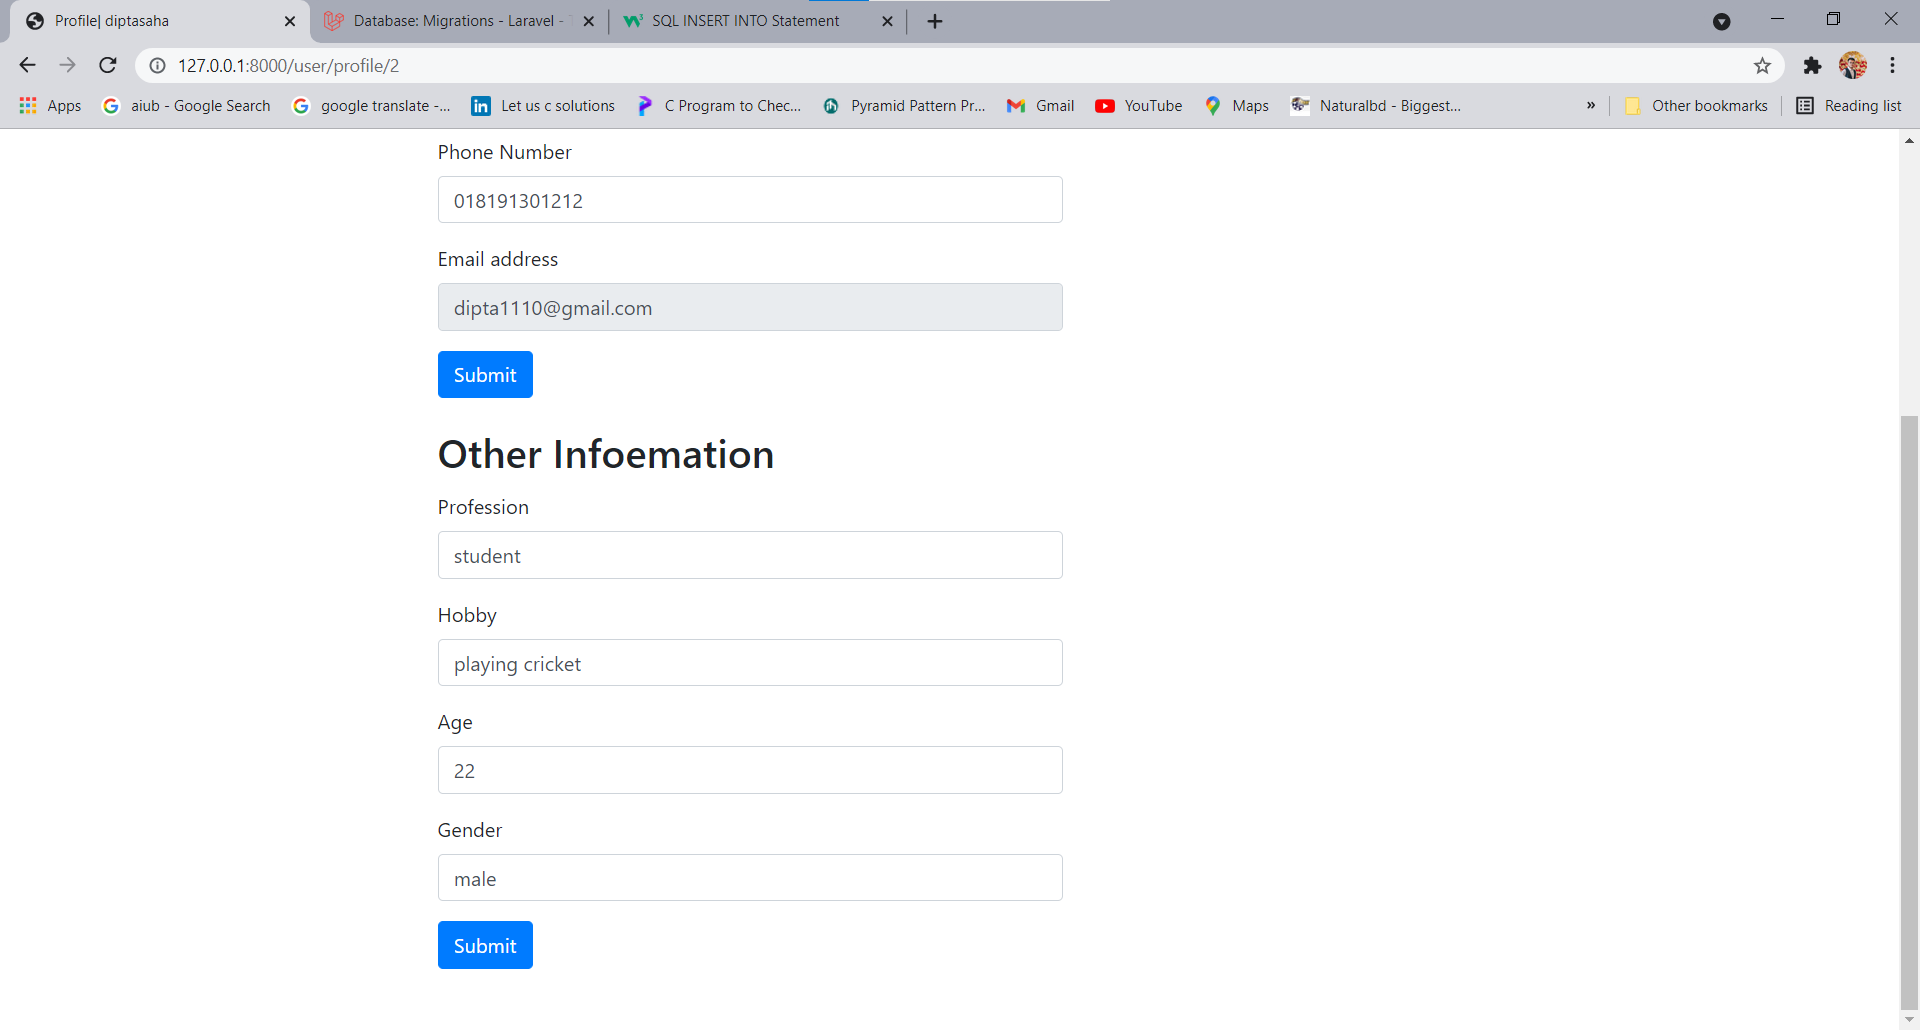 Profile| diptasaha
Database: Migrations - Laravel -
SQL INSERT INTO Statement
127.0.0.1:8000/user/profile/2
Apps
aiub - Google Search
google translate -...
Let us c solutions
C Program to Chec...
Pyramid Pattern Pr...
Gmail
YouTube
Maps
Naturalbd - Biggest...
»
Other bookmarks
Reading list
Phone Number
018191301212
Email address
dipta1110@gmail.com
Submit
Other Infoemation
Profession
student
Hobby
playing cricket
Age
22
Gender
male
Submit